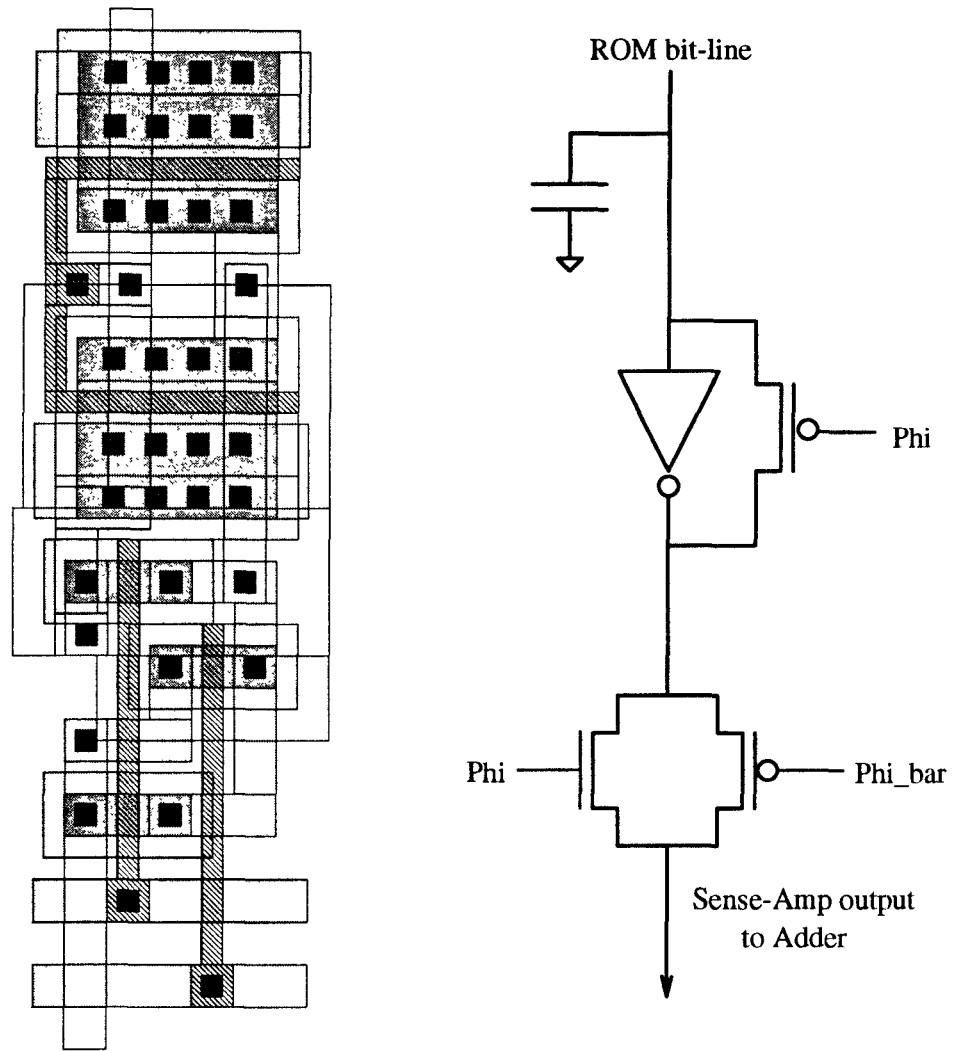 ROM bit-line
Phi
Phi
Phi_bar
Sense-Amp output
to Adder